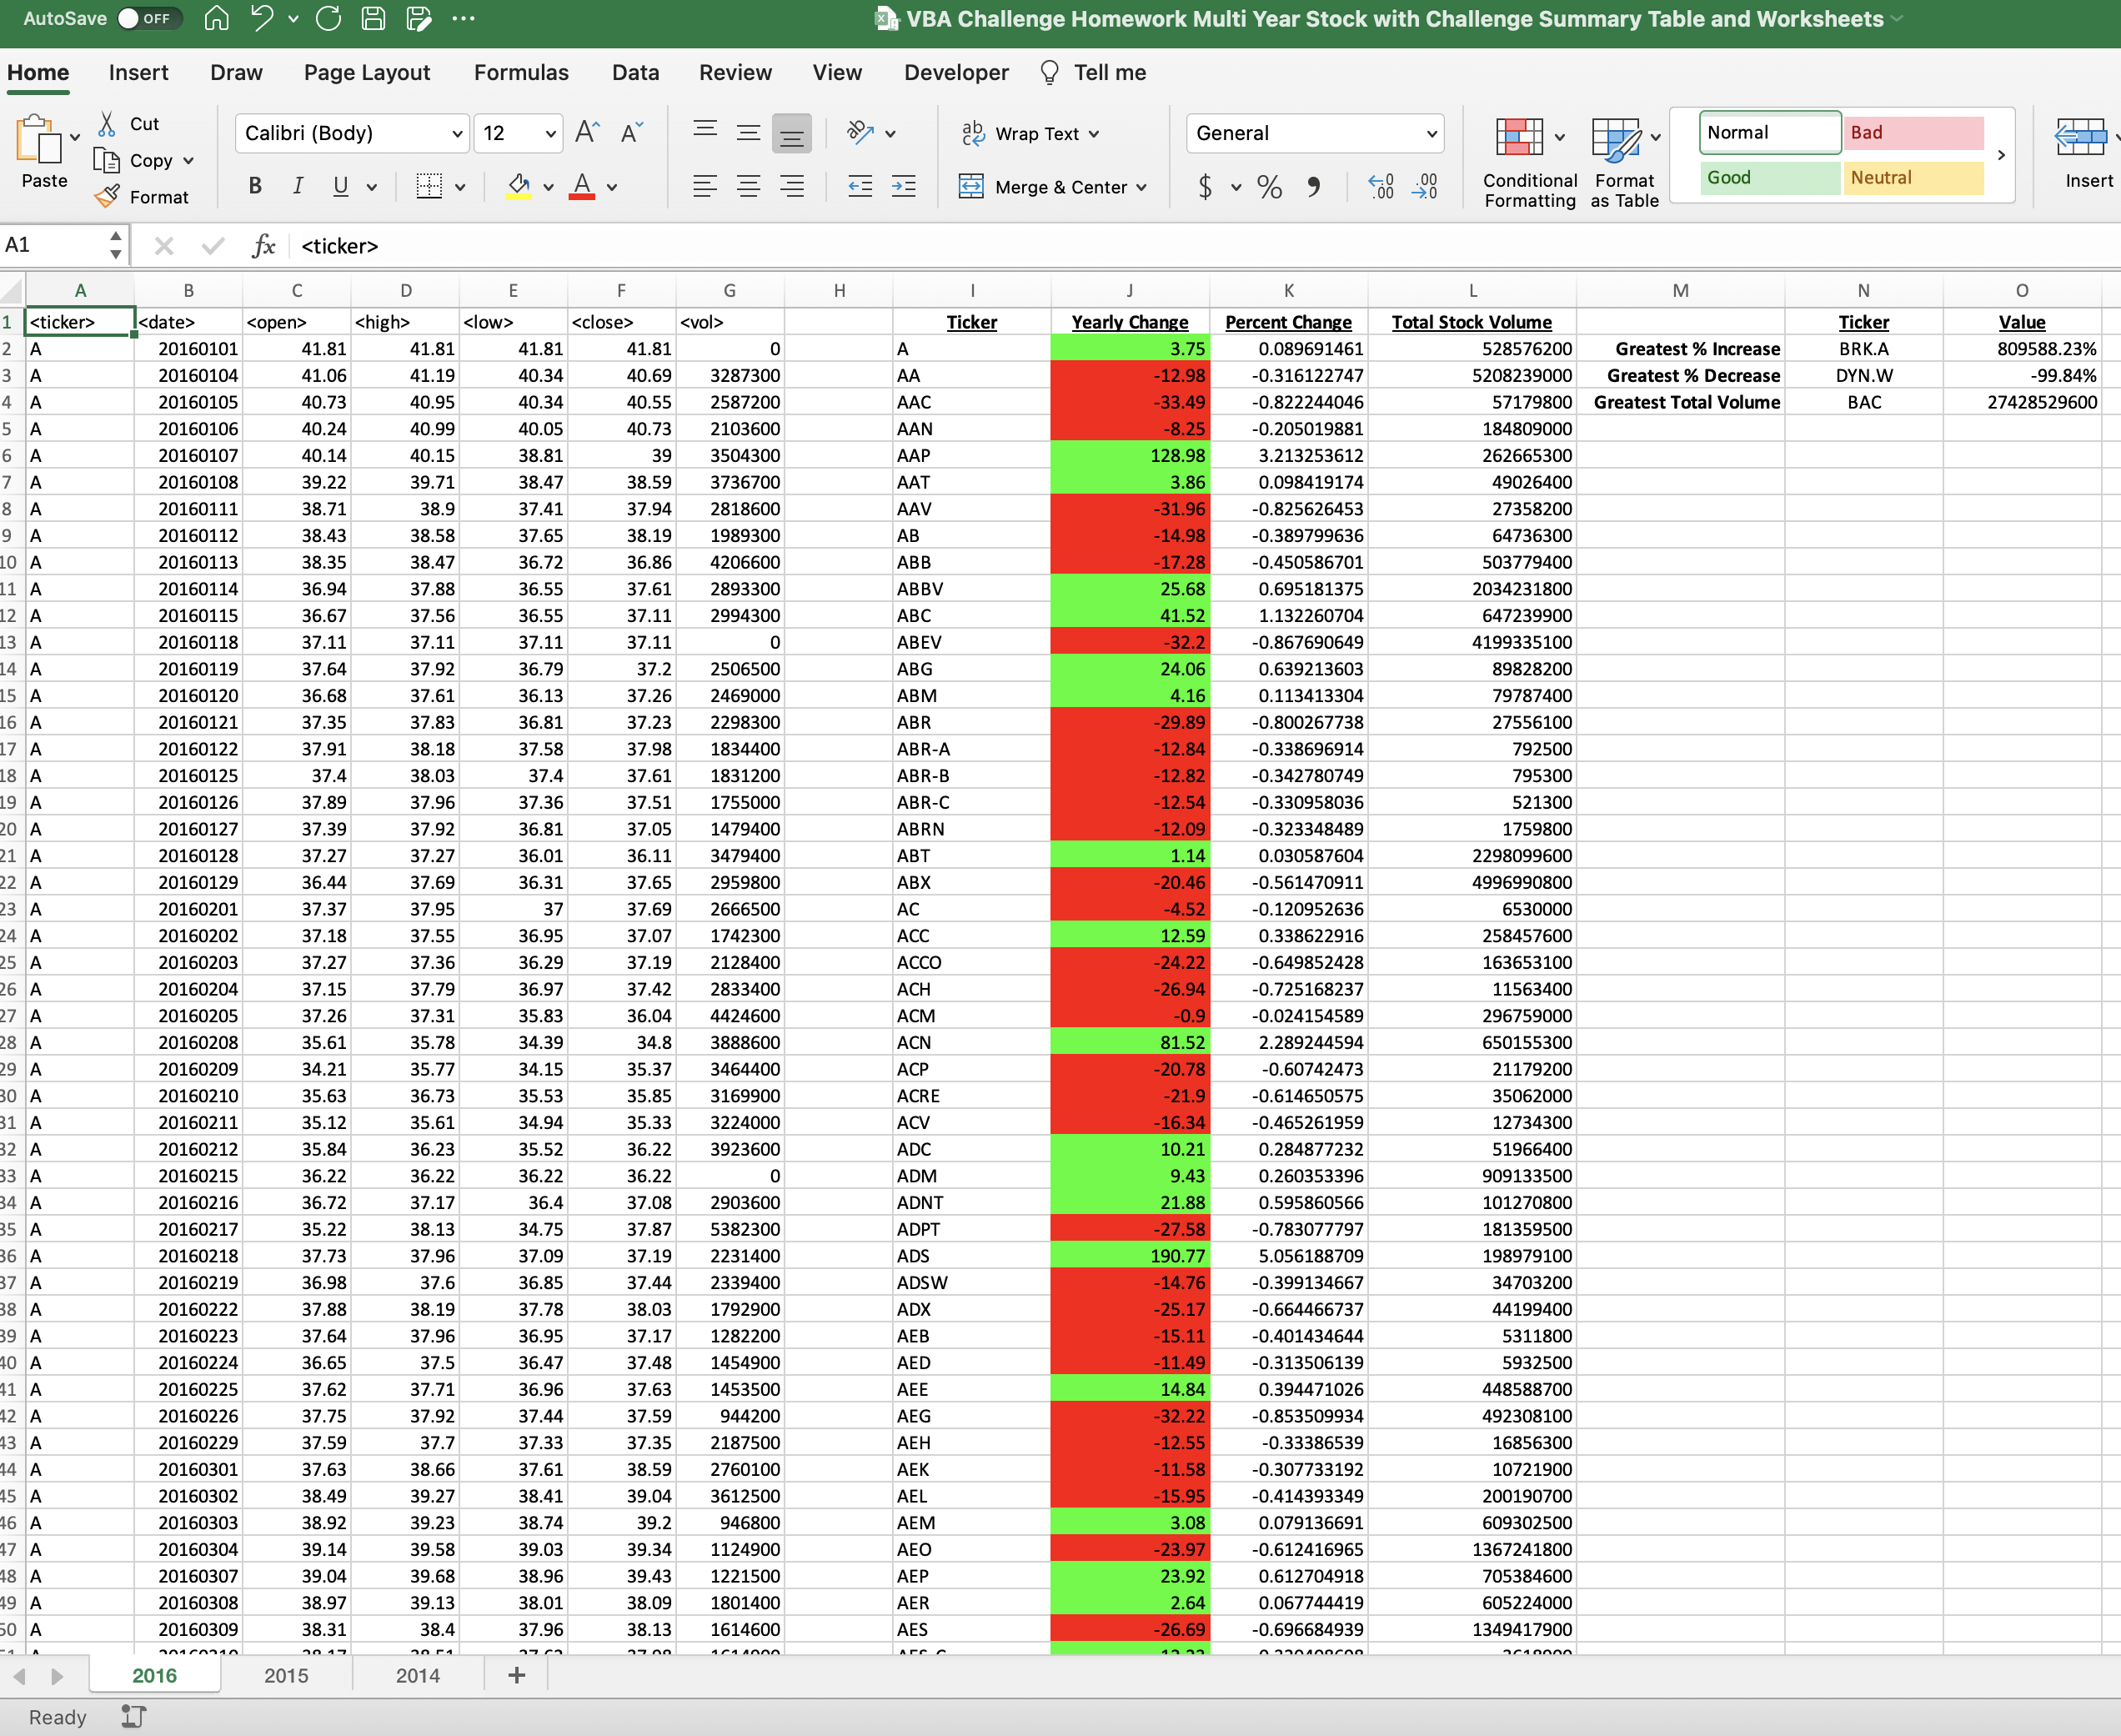 AutoSave OFF VBA Challenge Homework Multi Year Stock with Challenge Summary Table and Worksheets
Home Insert Draw Page Layout Formulas Data Review View Developer Tell me
Paste Cut Copy Format
Calibri (Body) 12
B I U
Wrap Text
Merge & Center
General
$ %
Conditional Formatting
Format as Table
Normal Bad
Good Neutral
Insert
A1 fx <ticker>
A B C D E F G H I J K L M N O
1 <ticker> <date> <open> <high> <low> <close> <vol> Ticker Yearly Change Percent Change Total Stock Volume Ticker Value
2 A 20160101 41.81 41.81 41.81 41.81 0 A 3.75 0.089691461 528576200 Greatest % Increase BRK.A 809588.23%
3 A 20160104 41.06 41.19 40.34 40.69 3287300 AA -12.98 -0.316122747 5208239000 Greatest % Decrease DYN.W -99.84%
4 A 20160105 40.73 40.95 40.34 40.55 2587200 AAC -33.49 -0.822244046 57179800 Greatest Total Volume BAC 27428529600
5 A 20160106 40.24 40.99 40.05 40.73 2103600 AAN -8.25 -0.205019881 184809000
6 A 20160107 40.14 40.15 38.81 39 3504300 AAP 128.98 3.213253612 262665300
7 A 20160108 39.22 39.71 38.47 38.59 3736700 AAT 3.86 0.098419174 49026400
8 A 20160111 38.71 38.9 37.41 37.94 2818600 AAV -31.96 -0.825626453 27358200
9 A 20160112 38.43 38.58 37.65 38.19 1989300 AB -14.98 -0.389799636 64736300
10 A 20160113 38.35 38.47 36.72 36.86 4206600 ABB -17.28 -0.450586701 503779400
11 A 20160114 36.94 37.88 36.55 37.61 2893300 ABBV 25.68 0.695181375 2034231800
12 A 20160115 36.67 37.56 36.55 37.11 2994300 ABC 41.52 1.132260704 647239900
13 A 20160118 37.11 37.11 37.11 37.11 0 ABEV -32.2 -0.867690649 4199335100
14 A 20160119 37.64 37.92 36.79 37.2 2506500 ABG 24.06 0.639213603 89828200
15 A 20160120 36.68 37.61 36.13 37.26 2469000 ABM 4.16 0.113413304 79787400
16 A 20160121 37.35 37.83 36.81 37.23 2298300 ABR -29.89 -0.800267738 27556100
17 A 20160122 37.91 38.18 37.58 37.98 1834400 ABR-A -12.84 -0.338696914 792500
18 A 20160125 37.4 38.03 37.4 37.61 1831200 ABR-B -12.82 -0.342780749 795300
19 A 20160126 37.89 37.96 37.36 37.51 1755000 ABR-C -12.54 -0.330958036 521300
20 A 20160127 37.39 37.92 36.81 37.05 1479400 ABRN -12.09 -0.323348489 1759800
21 A 20160128 37.27 37.27 36.01 36.11 3479400 ABT 1.14 0.030587604 2298099600
22 A 20160129 36.44 37.69 36.31 37.65 2959800 ABX -20.46 -0.561470911 4996990800
23 A 20160201 37.37 37.95 37 37.69 2666500 AC -4.52 -0.120952636 6530000
24 A 20160202 37.18 37.55 36.95 37.07 1742300 ACC 12.59 0.338622916 258457600
25 A 20160203 37.27 37.36 36.29 37.19 2128400 ACCO -24.22 -0.649852428 163653100
26 A 20160204 37.15 37.79 36.97 37.42 2833400 ACH -26.94 -0.725168237 11563400
27 A 20160205 37.26 37.31 35.83 36.04 4424600 ACM -0.9 -0.024154589 296759000
28 A 20160208 35.61 35.78 34.39 34.8 3888600 ACN 81.52 2.289244594 650155300
29 A 20160209 34.21 35.77 34.15 35.37 3464400 ACP -20.78 -0.60742473 21179200
30 A 20160210 35.63 36.73 35.53 35.85 3169900 ACRE -21.9 -0.614650575 35062000
31 A 20160211 35.12 35.61 34.94 35.33 3224000 ACV -16.34 -0.465261959 12734300
32 A 20160212 35.84 36.23 35.52 36.22 3923600 ADC 10.21 0.284877232 51966400
33 A 20160215 36.22 36.22 36.22 36.22 0 ADM 9.43 0.260353396 909133500
34 A 20160216 36.72 37.17 36.4 37.08 2903600 ADNT 21.88 0.595860566 101270800
35 A 20160217 35.22 38.13 34.75 37.87 5382300 ADPT -27.58 -0.783077797 181359500
36 A 20160218 37.73 37.96 37.09 37.19 2231400 ADS 190.77 5.056188709 198979100
37 A 20160219 36.98 37.6 36.85 37.44 2339400 ADSW -14.76 -0.399134667 34703200
38 A 20160222 37.88 38.19 37.78 38.03 1792900 ADX -25.17 -0.664466737 44199400
39 A 20160223 37.64 37.96 36.95 37.17 1282200 AEB -15.11 -0.401434644 5311800
40 A 20160224 36.65 37.5 36.47 37.48 1454900 AED -11.49 -0.313506139 5932500
41 A 20160225 37.62 37.71 36.96 37.63 1453500 AEE 14.84 0.394471026 448588700
42 A 20160226 37.75 37.92 37.44 37.59 944200 AEG -32.22 -0.853509934 492308100
43 A 20160229 37.59 37.7 37.33 37.35 2187500 AEH -12.55 -0.33386539 16856300
44 A 20160301 37.63 38.66 37.61 38.59 2760100 AEK -11.58 -0.307733192 10721900
45 A 20160302 38.49 39.27 38.41 39.04 3612500 AEL -15.95 -0.414393349 200190700
46 A 20160303 38.92 39.23 38.74 39.2 946800 AEM 3.08 0.079136691 609302500
47 A 20160304 39.14 39.58 39.03 39.34 1124900 AEO -23.97 -0.612416965 1367241800
48 A 20160307 39.04 39.68 38.96 39.43 1221500 AEP 23.92 0.612704918 705384600
49 A 20160308 38.97 39.13 38.01 38.09 1801400 AER 2.64 0.067744419 605224000
50 A 20160309 38.31 38.4 37.96 38.13 1614600 AES -26.69 -0.696684939 1349417900
2016 2015 2014 +
Ready